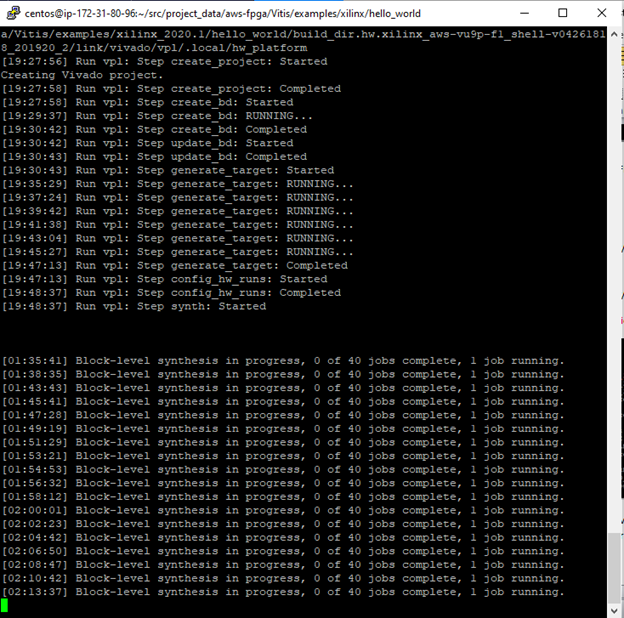 centos@ip-172-31-80-96:~/src/project_data/aws-fpga/Vitis/examples/xilinx/hello_world
a/Vitis/examples/xilinx_2020.1/hello_world/build_dir.hw.xilinx_aws-vu9p-f1_shell-v0426181
8_201920_2/link/vivado/vpl/.local/hw_platform
[19:27:56] Run vpl: Step create_project: Started
Creating Vivado project.
[19:27:58] Run vpl: Step create_project: Completed
[19:27:58] Run vpl: Step create_bd: Started
[19:29:37] Run vpl: Step create_bd: RUNNING...
[19:30:42] Run vpl: Step create_bd: Completed
[19:30:42] Run vpl: Step update_bd: Started
[19:30:43] Run vpl: Step update_bd: Completed
[19:30:43] Run vpl: Step generate_target: Started
[19:35:29] Run vpl: Step generate_target: RUNNING...
[19:37:24] Run vpl: Step generate_target: RUNNING...
[19:39:42] Run vpl: Step generate_target: RUNNING...
[19:41:38] Run vpl: Step generate_target: RUNNING...
[19:43:04] Run vpl: Step generate_target: RUNNING...
[19:45:27] Run vpl: Step generate_target: RUNNING...
[19:47:13] Run vpl: Step generate_target: Completed
[19:47:13] Run vpl: Step config_hw_runs: Started
[19:48:37] Run vpl: Step config_hw_runs: Completed
[19:48:37] Run vpl: Step synth: Started
[01:35:41] Block-level synthesis in progress, 0 of 40 jobs complete, 1 job running.
[01:38:35] Block-level synthesis in progress, 0 of 40 jobs complete, 1 job running.
[01:43:43] Block-level synthesis in progress, 0 of 40 jobs complete, 1 job running.
[01:45:41] Block-level synthesis in progress, 0 of 40 jobs complete, 1 job running.
[01:47:28] Block-level synthesis in progress, 0 of 40 jobs complete, 1 job running.
[01:49:19] Block-level synthesis in progress, 0 of 40 jobs complete, 1 job running.
[01:51:29] Block-level synthesis in progress, 0 of 40 jobs complete, 1 job running.
[01:53:21] Block-level synthesis in progress, 0 of 40 jobs complete, 1 job running.
[01:54:53] Block-level synthesis in progress, 0 of 40 jobs complete, 1 job running.
[01:56:32] Block-level synthesis in progress, 0 of 40 jobs complete, 1 job running.
[01:58:12] Block-level synthesis in progress, 0 of 40 jobs complete, 1 job running.
[02:00:01] Block-level synthesis in progress, 0 of 40 jobs complete, 1 job running.
[02:02:23] Block-level synthesis in progress, 0 of 40 jobs complete, 1 job running.
[02:04:42] Block-level synthesis in progress, 0 of 40 jobs complete, 1 job running.
[02:06:50] Block-level synthesis in progress, 0 of 40 jobs complete, 1 job running.
[02:08:47] Block-level synthesis in progress, 0 of 40 jobs complete, 1 job running.
[02:10:42] Block-level synthesis in progress, 0 of 40 jobs complete, 1 job running.
[02:13:37] Block-level synthesis in progress, 0 of 40 jobs complete, 1 job running.